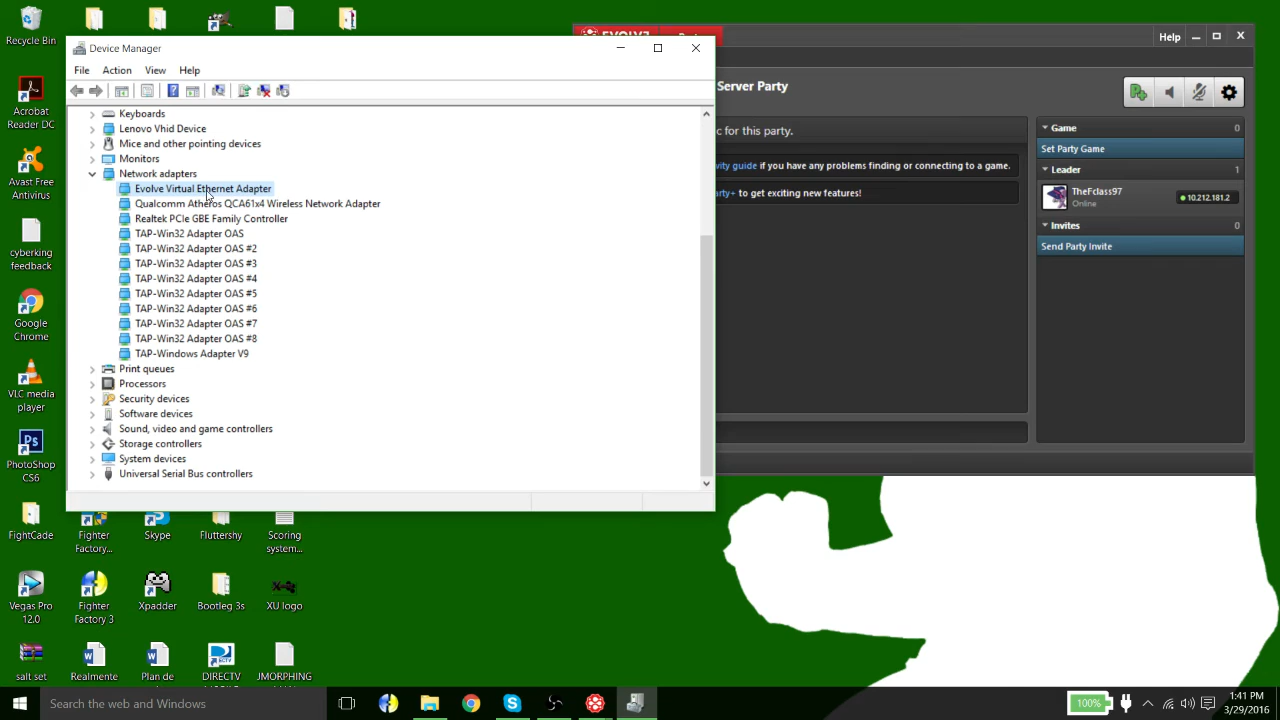 Recycle Bin
Acrobat
Reader DC
Avast Free
Antivirus
cyberking
feedback
Google
Chrome
VLC media
player
PhotoShop
CS6
FightCade
Fighter
Factory...
Skype
Fluttershy
Scoring
system...
Vegas Pro
12.0
Fighter
Factory 3
Xpadder
Bootleg 3s
XU logo
salt set
Realmente
Plan de
DIRECTV
JMORPHING
Device Manager
File Action View Help
Keyboards
Lenovo Vhid Device
Mice and other pointing devices
Monitors
Network adapters
Evolve Virtual Ethernet Adapter
Qualcomm Atheros QCA61x4 Wireless Network Adapter
Realtek PCIe GBE Family Controller
TAP-Win32 Adapter OAS
TAP-Win32 Adapter OAS #2
TAP-Win32 Adapter OAS #3
TAP-Win32 Adapter OAS #4
TAP-Win32 Adapter OAS #5
TAP-Win32 Adapter OAS #6
TAP-Win32 Adapter OAS #7
TAP-Win32 Adapter OAS #8
TAP-Windows Adapter V9
Print queues
Processors
Security devices
Software devices
Sound, video and game controllers
Storage controllers
System devices
Universal Serial Bus controllers
Help
Server Party
c for this party.
vity guide if you have any problems finding or connecting to a game.
arty+ to get exciting new features!
Game 0
Set Party Game
Leader 1
TheFclass97
Online
10.212.181.2
Invites 0
Send Party Invite
Search the web and Windows
100%
1:41 PM
3/29/2016